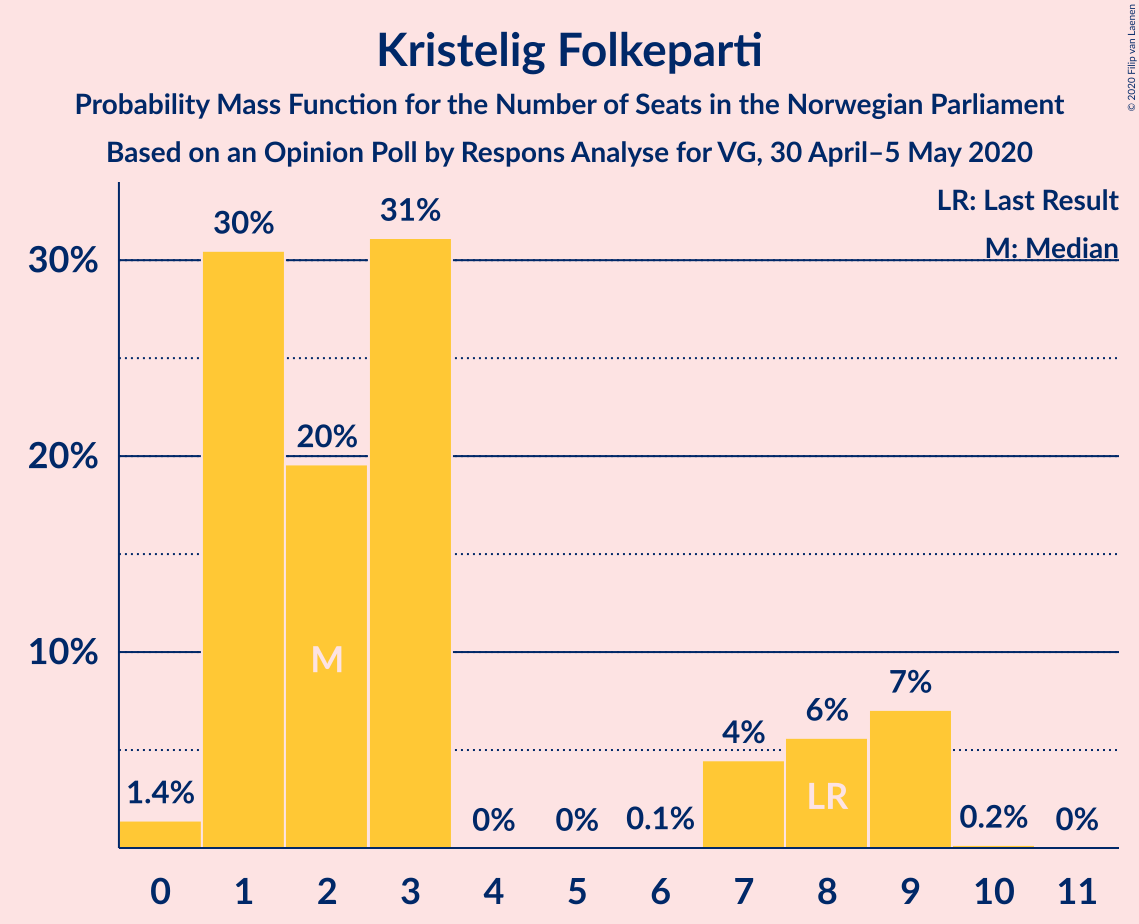 Kristelig Folkeparti
Probability Mass Function for the Number of Seats in the Norwegian Parliament
Based on an Opinion Poll by Respons Analyse for VG, 30 April–5 May 2020
© 2020 Filip van Laenen
LR: Last Result
M: Median
30%
20%
10%
1.4%
30%
20%
31%
0%
0%
0.1%
4%
6%
7%
0.2%
0%
M
LR
0 1 2 3 4 5 6 7 8 9 10 11